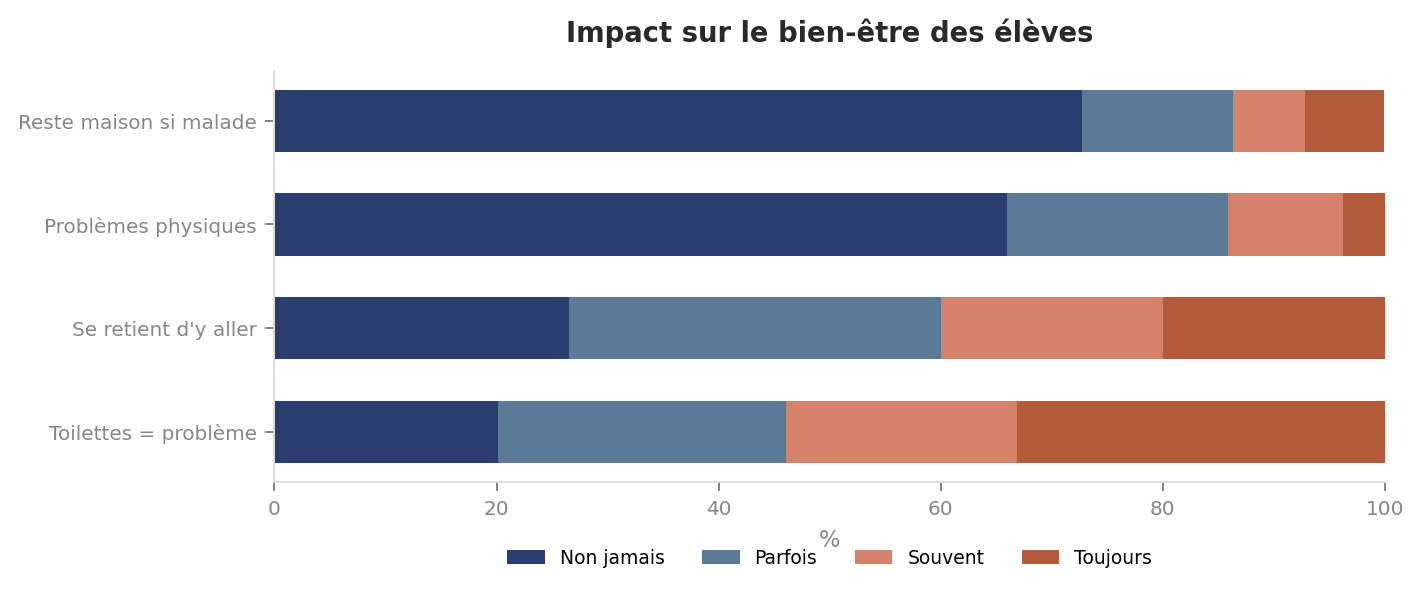 Impact sur le bien-être des élèves
Reste maison si malade
Problèmes physiques
Se retient d'y aller
Toilettes = problème
0 20 40 60 80 100
%
Non jamais Parfois Souvent Toujours